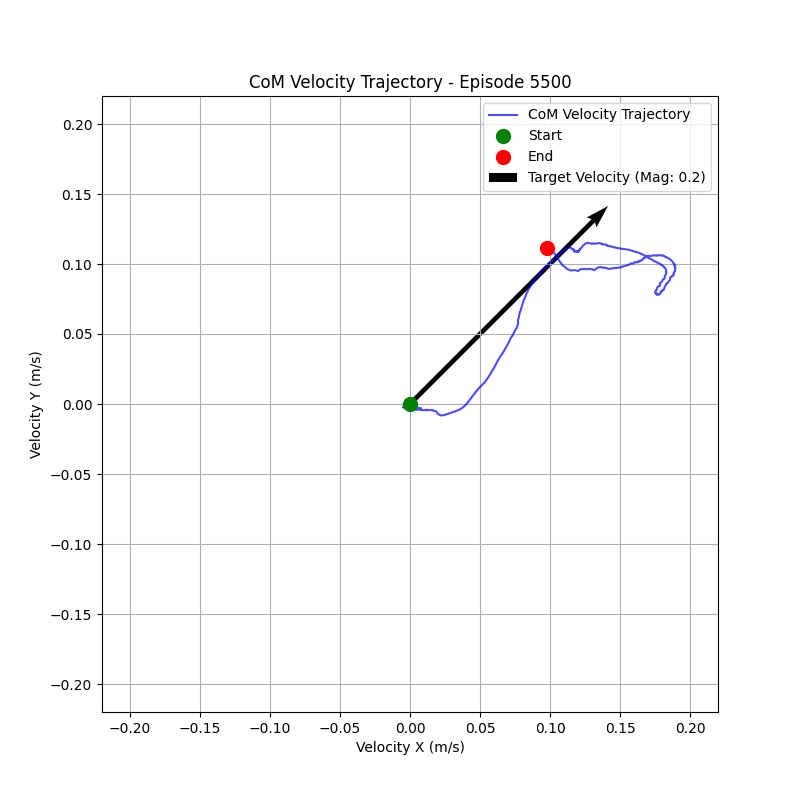 CoM Velocity Trajectory - Episode 5500
CoM Velocity Trajectory
Start
End
Target Velocity (Mag: 0.2)
0.20
0.15
0.10
0.05
0.00
−0.05
−0.10
−0.15
−0.20
Velocity Y (m/s)
−0.20 −0.15 −0.10 −0.05 0.00 0.05 0.10 0.15 0.20
Velocity X (m/s)